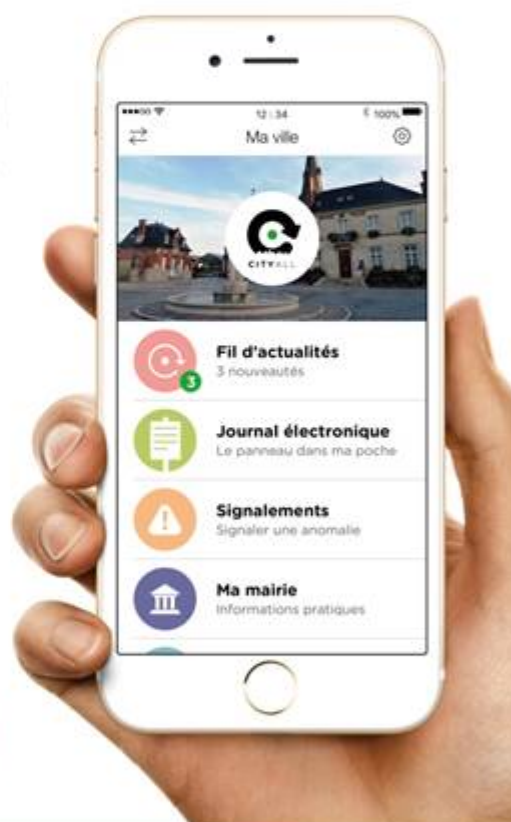 12:34
100%
Ma ville
CITYALL
Fil d'actualités
3 nouveautés
3
Journal électronique
Le panneau dans ma poche
Signalements
Signaler une anomalie
Ma mairie
Informations pratiques